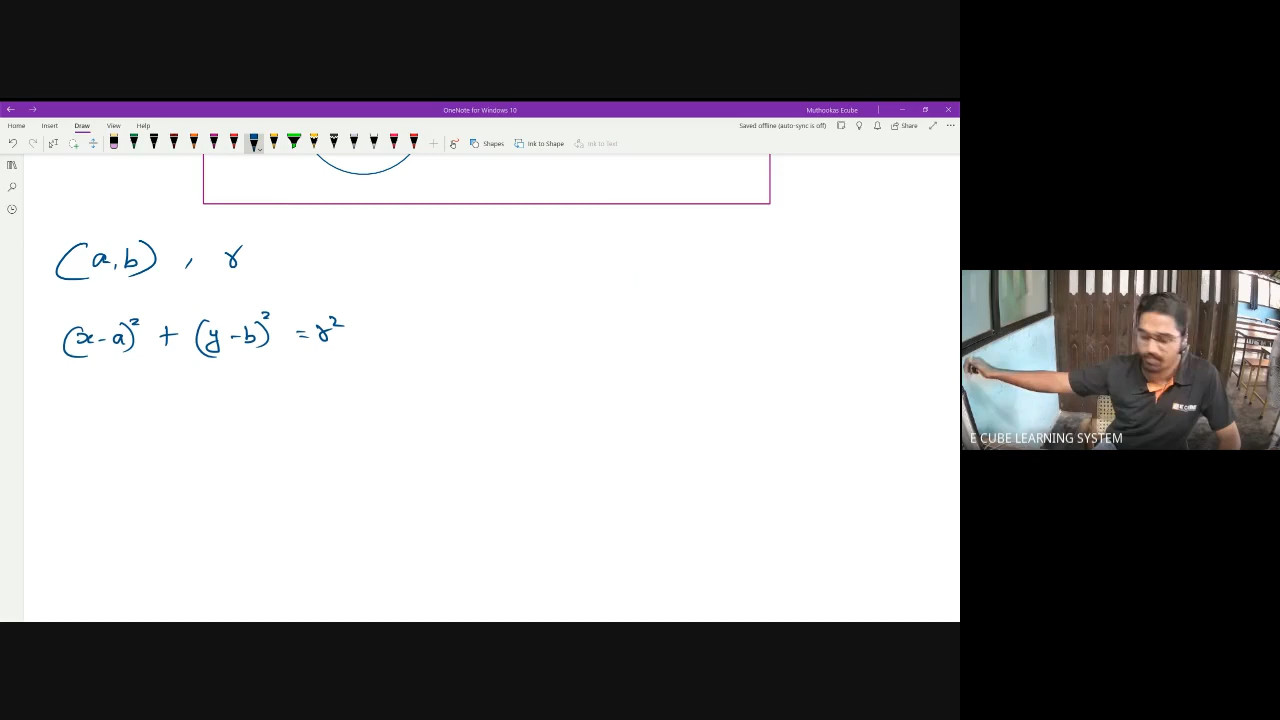 OneNote for Windows 10
Muthookas Ecube
Home Insert Draw View Help
Saved offline (auto-sync is off)
Share
Shapes
Ink to Shape
Ink to Text
(a,b) , r
(x-a)² + (y-b)² = r²
E CUBE
E CUBE LEARNING SYSTEM